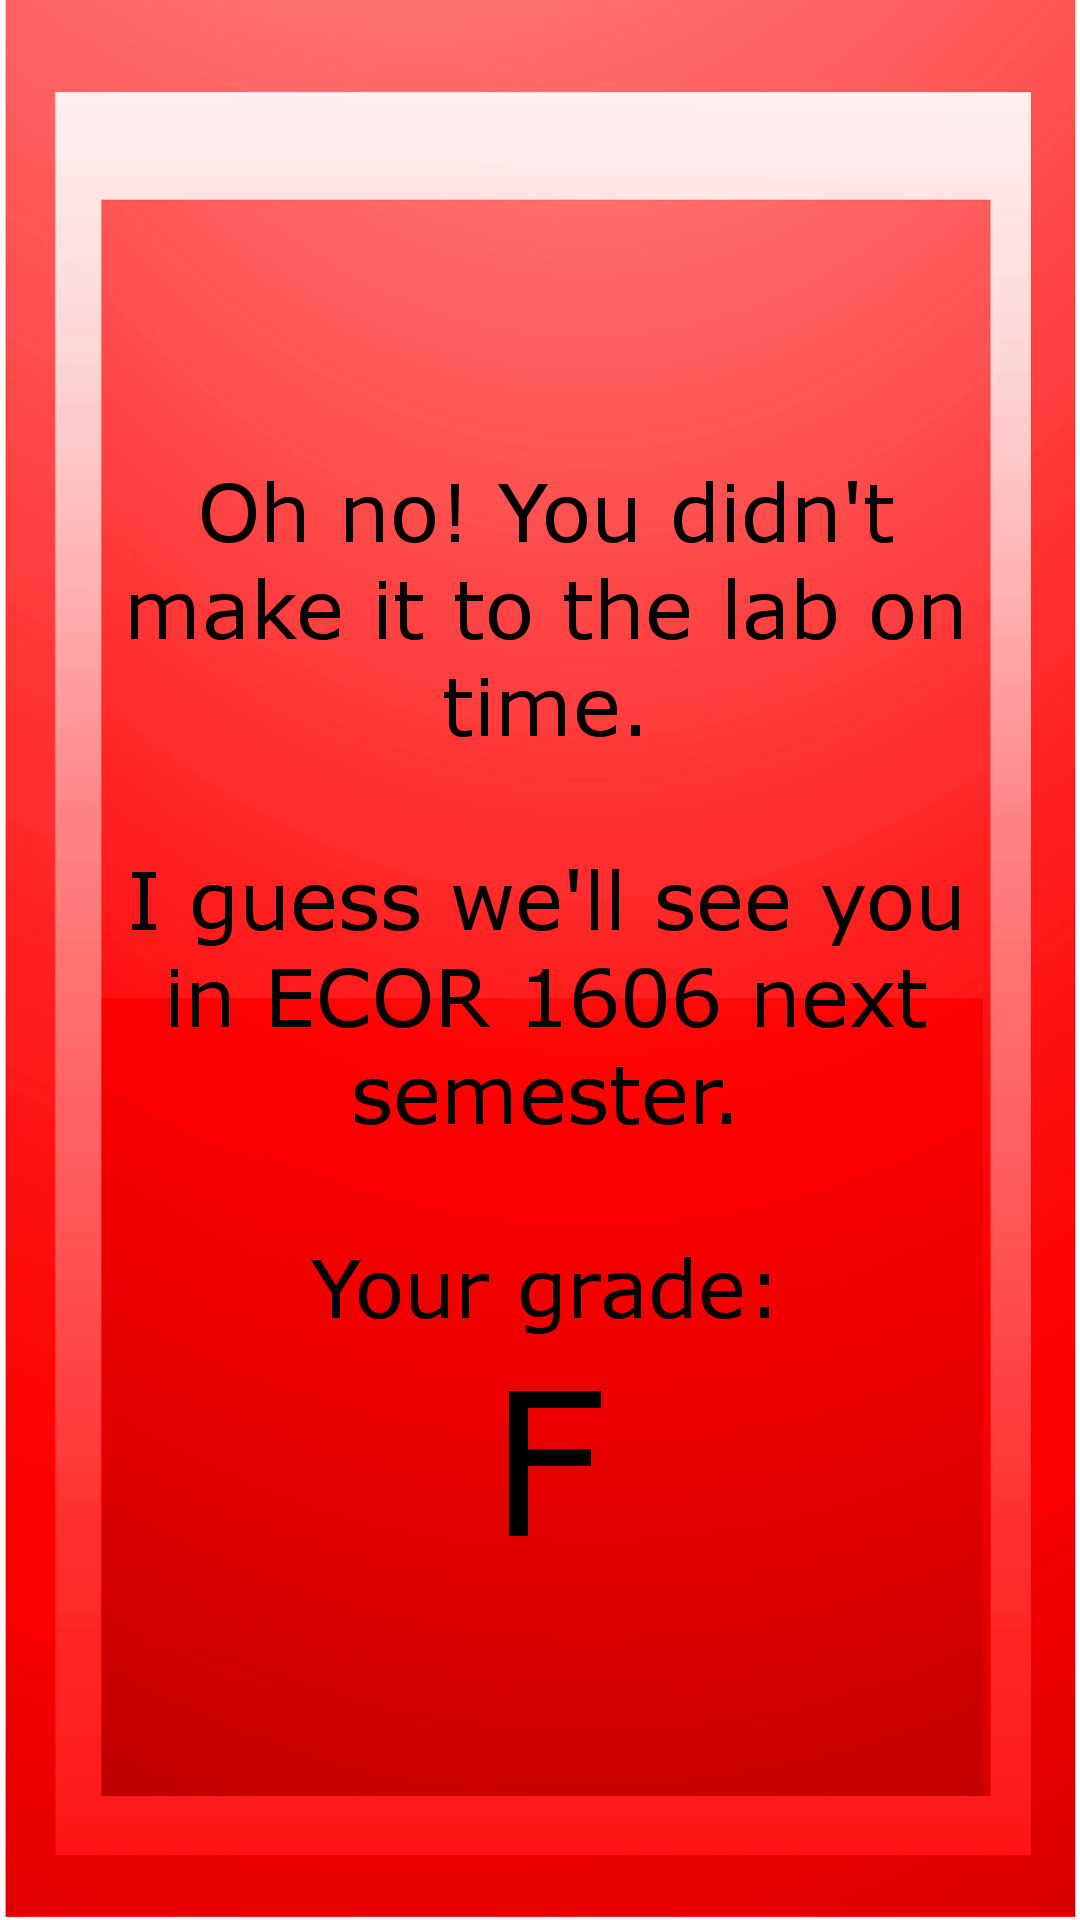 Oh no! You didn't
make it to the lab on
time.
I guess we'll see you
in ECOR 1606 next
semester.
Your grade:
F